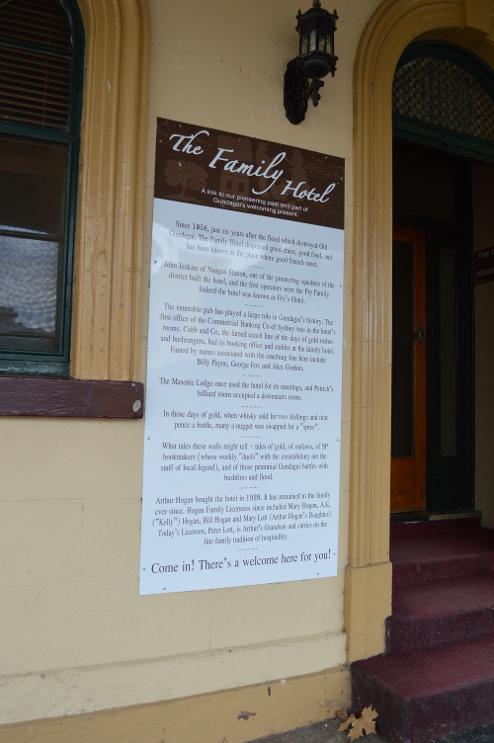 The Family Hotel
A link to our pioneering past and part of
Gundagai's welcoming present.
Since 1958, just six years after the flood which destroyed Old
Gundagai, The Family Hotel dispensed good cheer, good food, and
has been known as the place where good friends meet.
John Jenkins of Nangus Station, one of the pioneering squatters of the
district built the hotel, and the first operators were the Fry Family.
Indeed the hotel was known as Fry's Hotel.
The venerable pub has played a large role in Gundagai's history. The
first office of the Commercial Banking Co of Sydney was in the hotel's
rooms. Cobb and Co, the famed coach line of the days of gold rushes
and bushrangers, had its booking office and stables at the family hotel.
Famed by names associated with the coaching line here include
Billy Payne, George Fox and Alex Gordon.
The Masonic Lodge once used the hotel for its meetings, and Petrich's
billiard room occupied a downstairs room.
In those days of gold, when whisky sold for two shillings and nine
pence a bottle, many a nugget was swapped for a "spree".
What tales these walls might tell - tales of gold, of outlaws, of SP
bookmakers (whose weekly "duels" with the constabulary are the
stuff of local legend), and of those perennial Gundagai battles with
bushfires and flood.
Arthur Hogan bought the hotel in 1929. It has remained in the family
ever since. Hogan Family Licensees since included Mary Hogan, A.E.
("Kelly") Hogan, Bill Hogan and Mary Lott (Arthur Hogan's Daughter).
Today's Licensee, Peter Lott, is Arthur's Grandson and carries on the
fine family tradition of hospitality.
Come in! There's a welcome here for you!